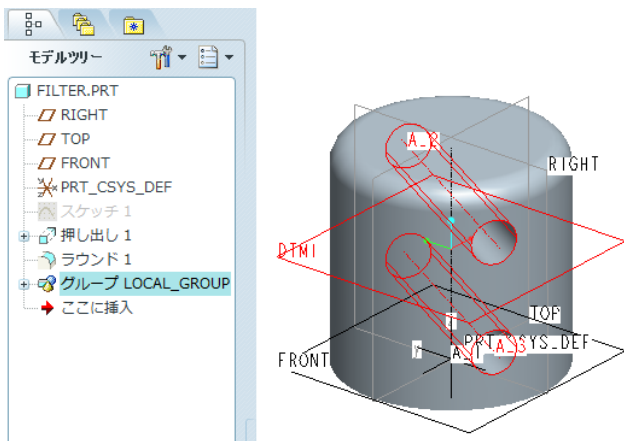 モデルツリー
FILTER.PRT
RIGHT
TOP
FRONT
PRT_CSYS_DEF
スケッチ 1
押し出し 1
ラウンド 1
グループ LOCAL_GROUP
ここに挿入
RIGHT
DTM1
TOP
FRONT
y
A_1
A_3